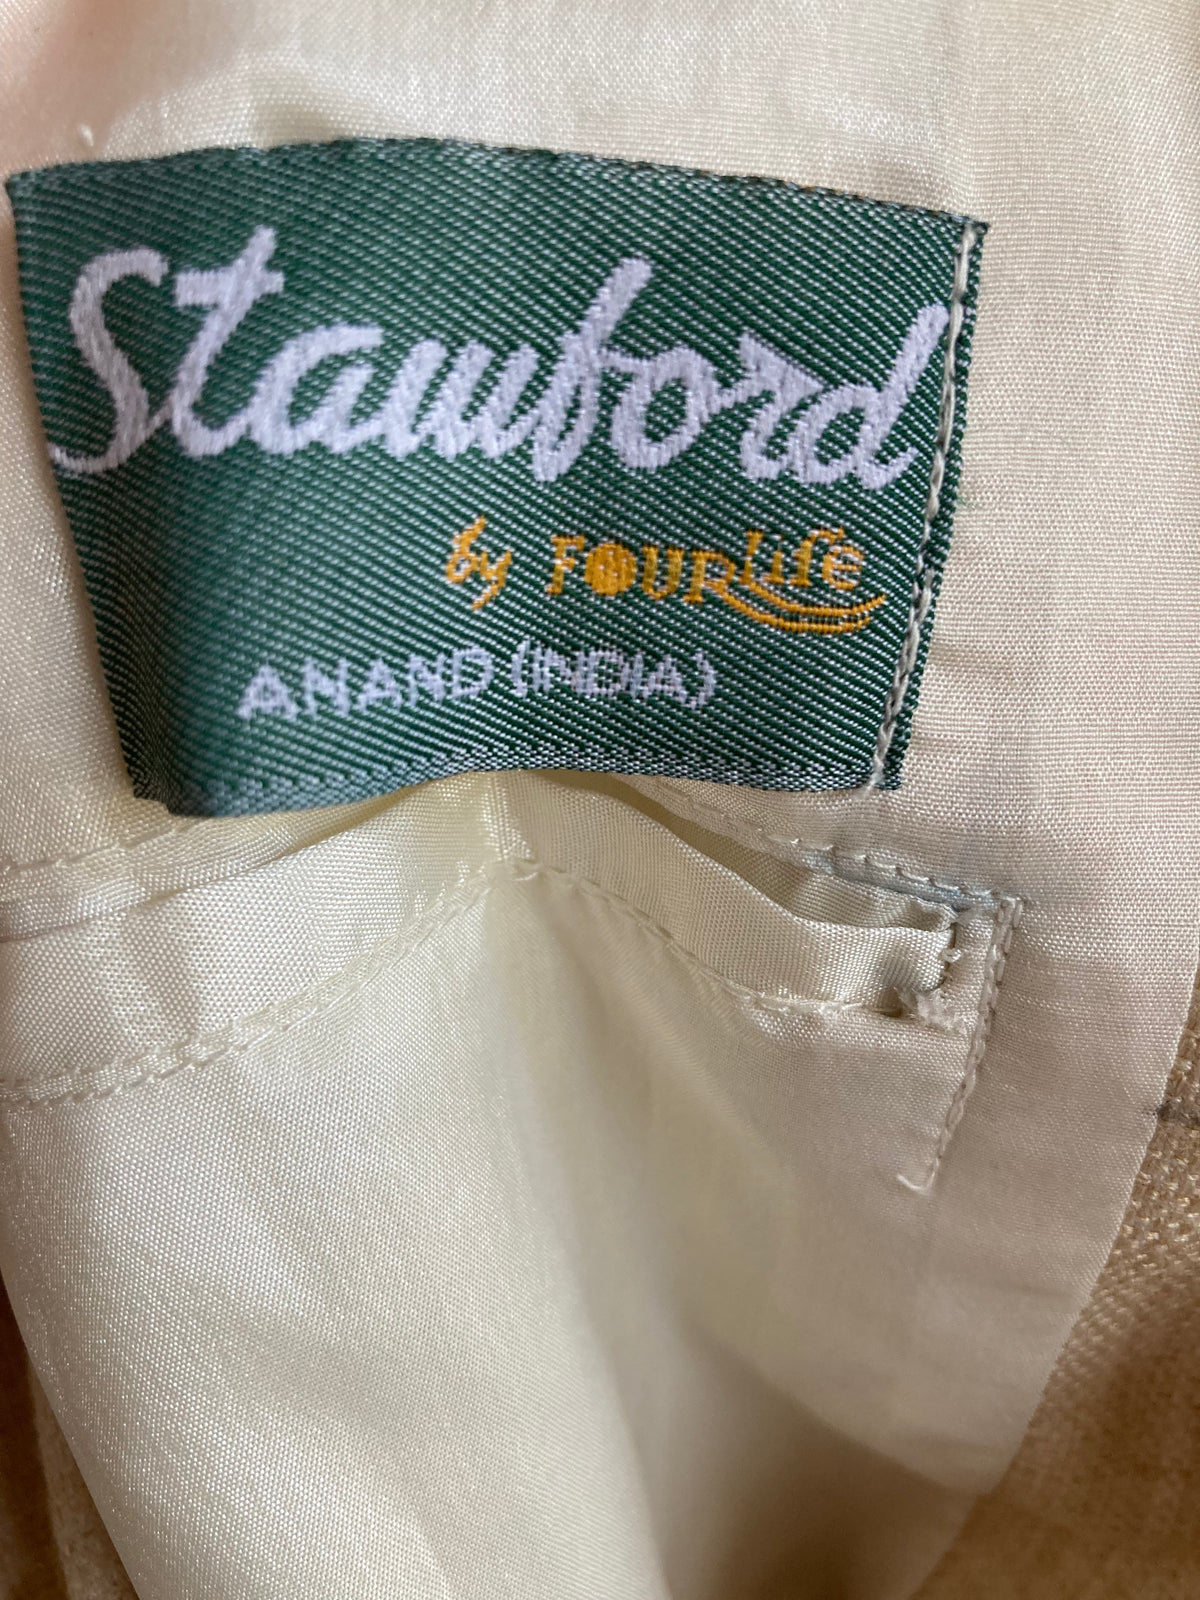 Stawford
by FOURLife
ANAND (INDIA)